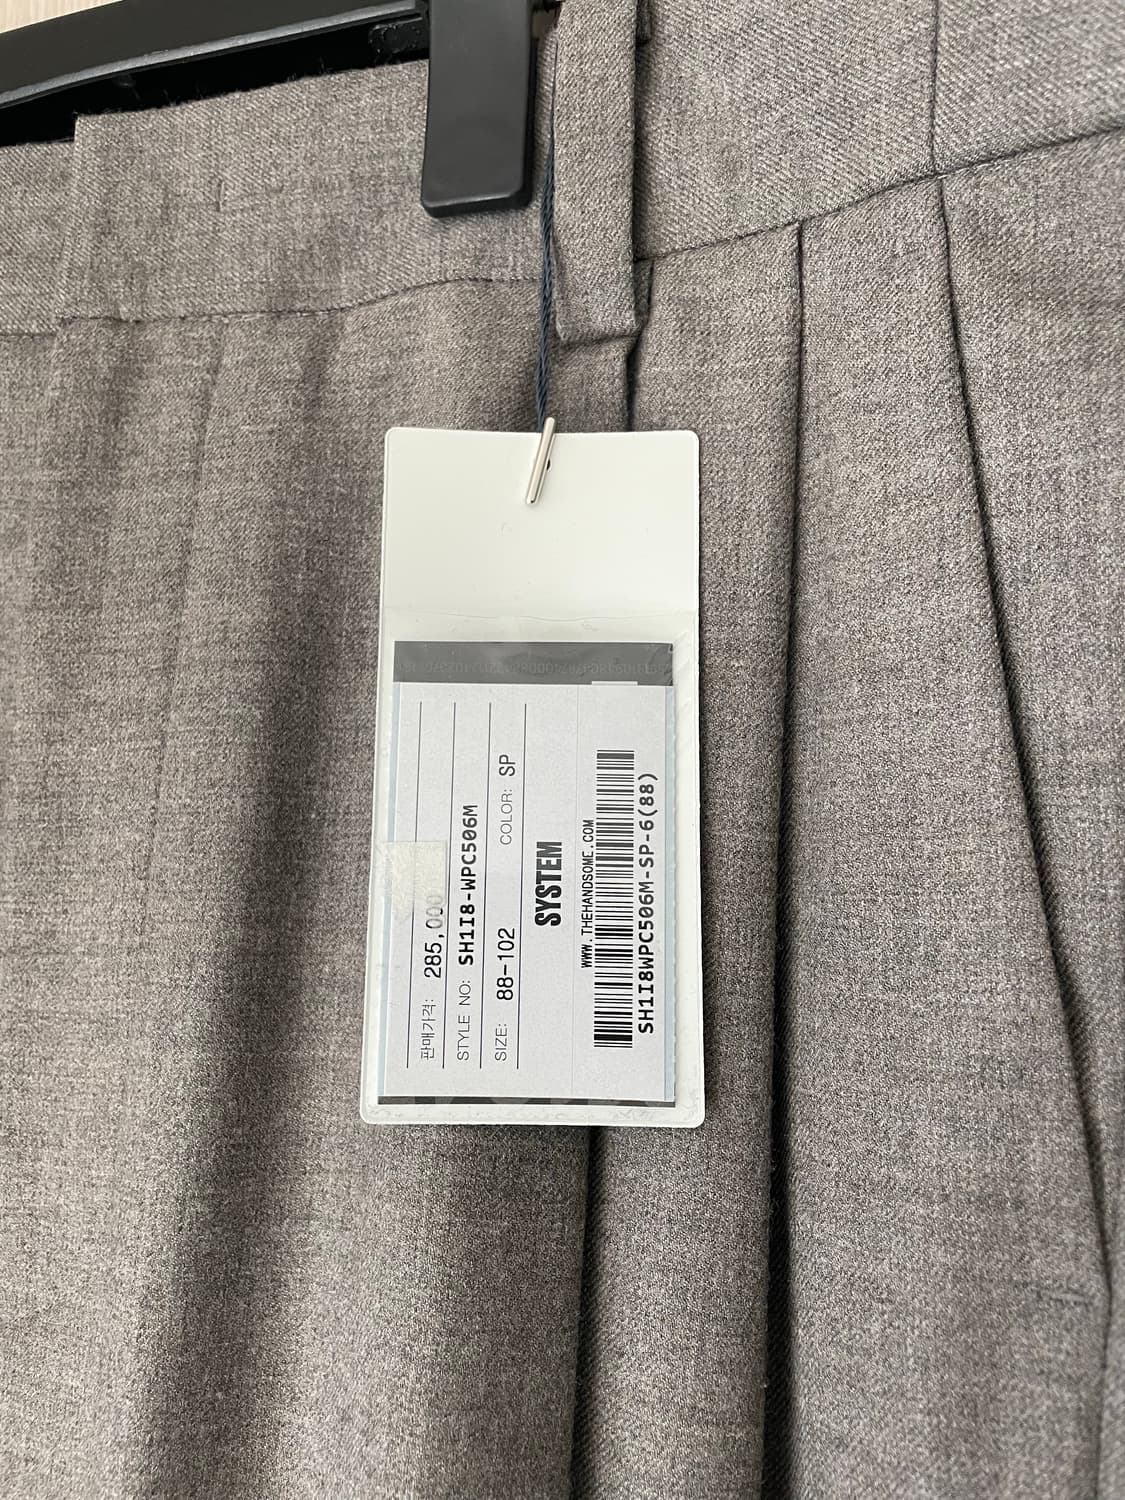 판매가격: 285,000
STYLE NO: SH1I8-WPC506M
SIZE: 88-102 COLOR: SP
SYSTEM
WWW.THEHANDSOME.COM
SH1I8WPC506M-SP-6(88)